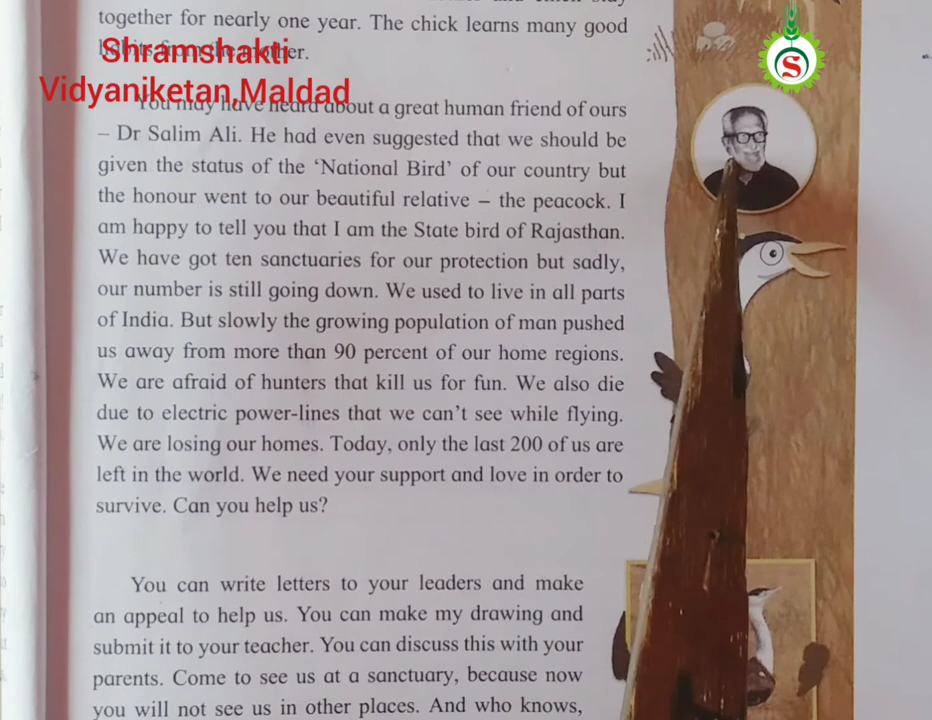 together for nearly one year. The chick learns many good
Shramshakti
Vidyaniketan,Maldad
S
You may have heard about a great human friend of ours
– Dr Salim Ali. He had even suggested that we should be
given the status of the ‘National Bird’ of our country but
the honour went to our beautiful relative – the peacock. I
am happy to tell you that I am the State bird of Rajasthan.
We have got ten sanctuaries for our protection but sadly,
our number is still going down. We used to live in all parts
of India. But slowly the growing population of man pushed
us away from more than 90 percent of our home regions.
We are afraid of hunters that kill us for fun. We also die
due to electric power-lines that we can’t see while flying.
We are losing our homes. Today, only the last 200 of us are
left in the world. We need your support and love in order to
survive. Can you help us?
You can write letters to your leaders and make
an appeal to help us. You can make my drawing and
submit it to your teacher. You can discuss this with your
parents. Come to see us at a sanctuary, because now
you will not see us in other places. And who knows,